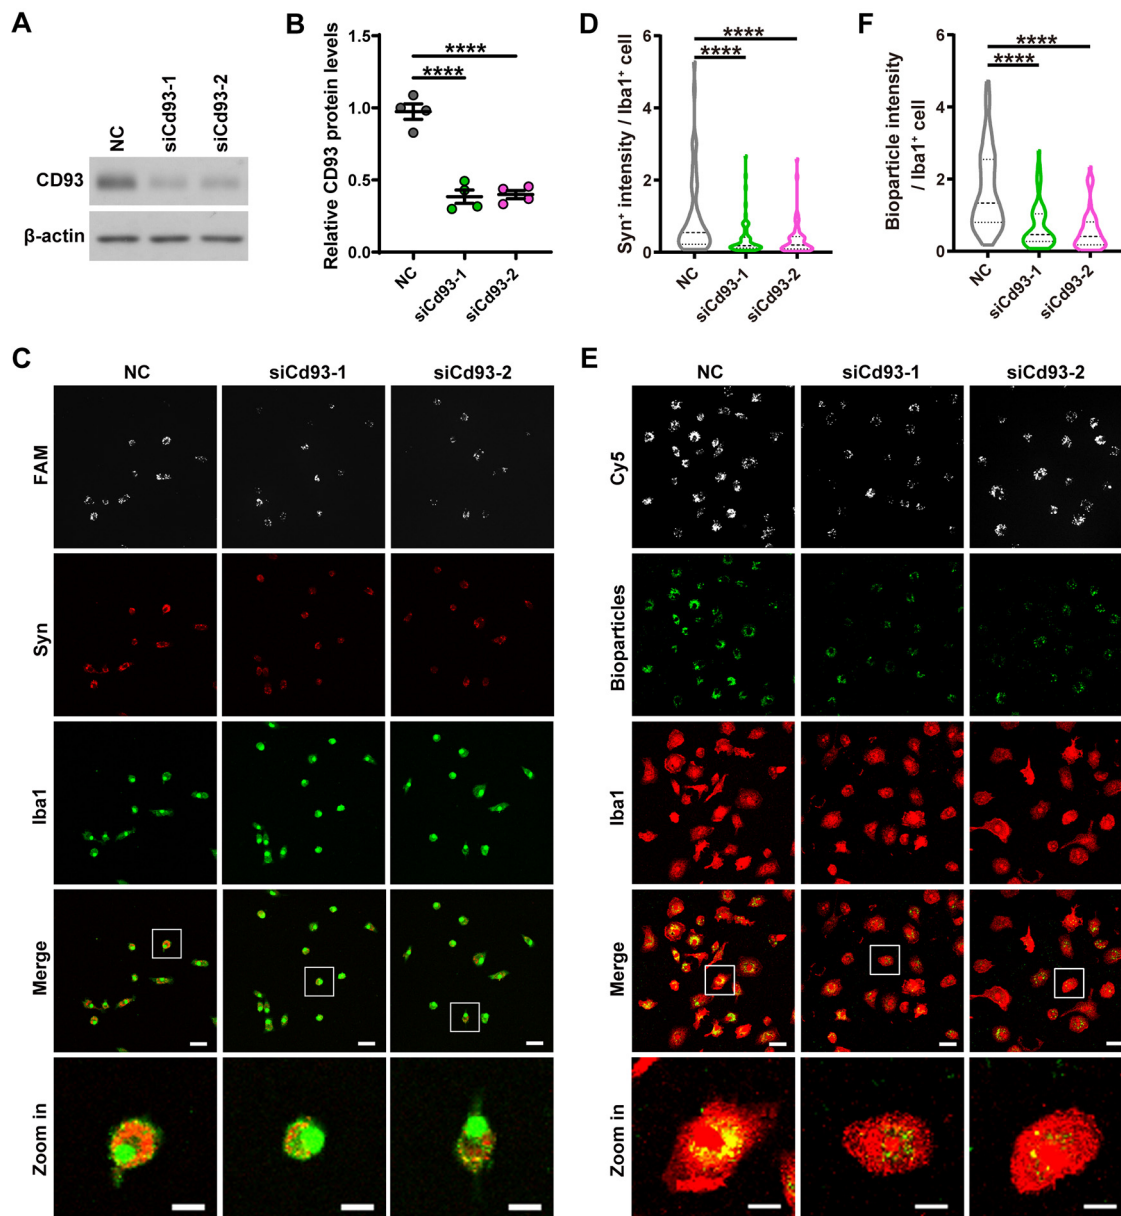 A
NC
siCd93-1
siCd93-2
CD93
β-actin
B
Relative CD93 protein levels
1.5
1.0
0.5
0.0
****
****
NC
siCd93-1
siCd93-2
D
Syn⁺ intensity / Iba1⁺ cell
6
4
2
0
****
****
NC
siCd93-1
siCd93-2
F
Bioparticle intensity
/ Iba1⁺ cell
6
4
2
0
****
****
NC
siCd93-1
siCd93-2
C
NC
siCd93-1
siCd93-2
FAM
Syn
Iba1
Merge
Zoom in
E
NC
siCd93-1
siCd93-2
Cy5
Bioparticles
Iba1
Merge
Zoom in